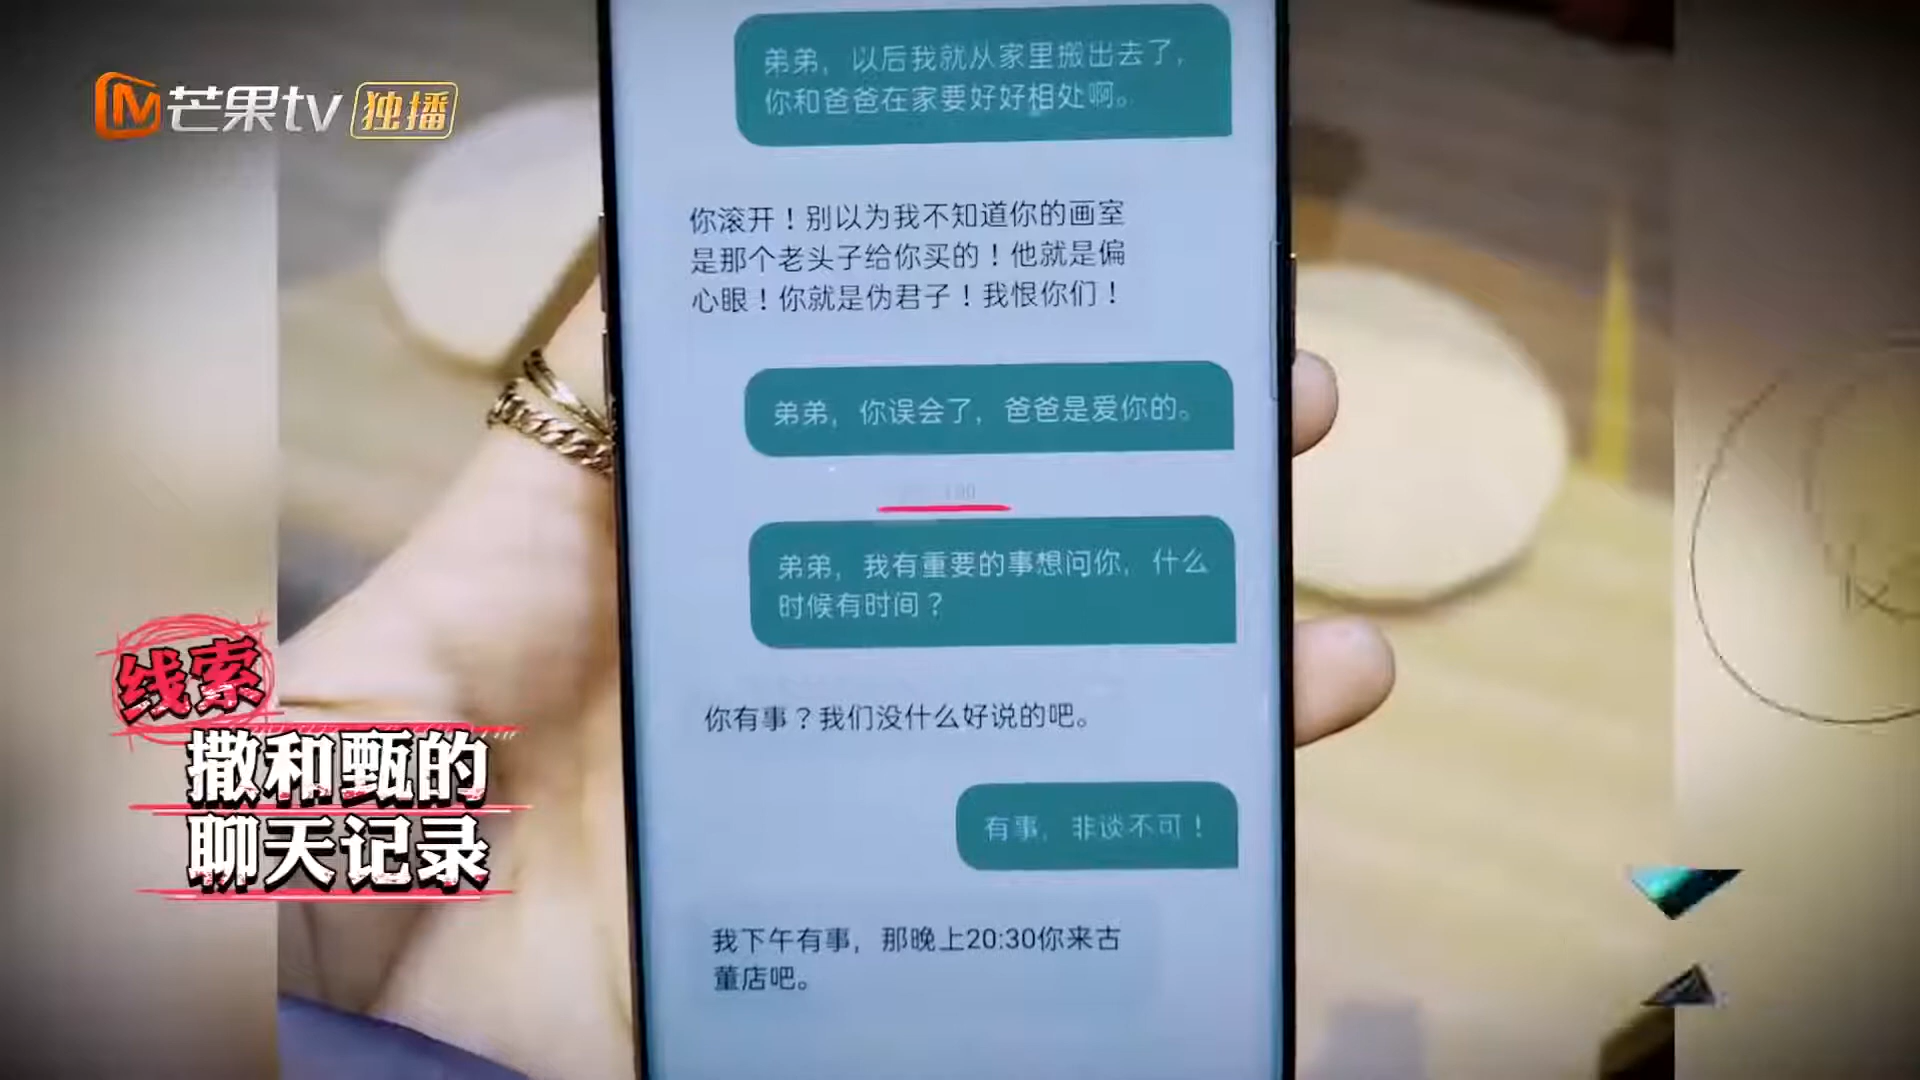 芒果tv 独播
弟弟，以后我就从家里搬出去了，
你和爸爸在家要好好相处啊。
你滚开！别以为我不知道你的画室
是那个老头子给你买的！他就是偏
心眼！你就是伪君子！我恨你们！
弟弟，你误会了，爸爸是爱你的。
弟弟，我有重要的事想问你，什么
时候有时间？
你有事？我们没什么好说的吧。
有事，非谈不可！
我下午有事，那晚上20:30你来古
董店吧。
线索
撒和甄的
聊天记录